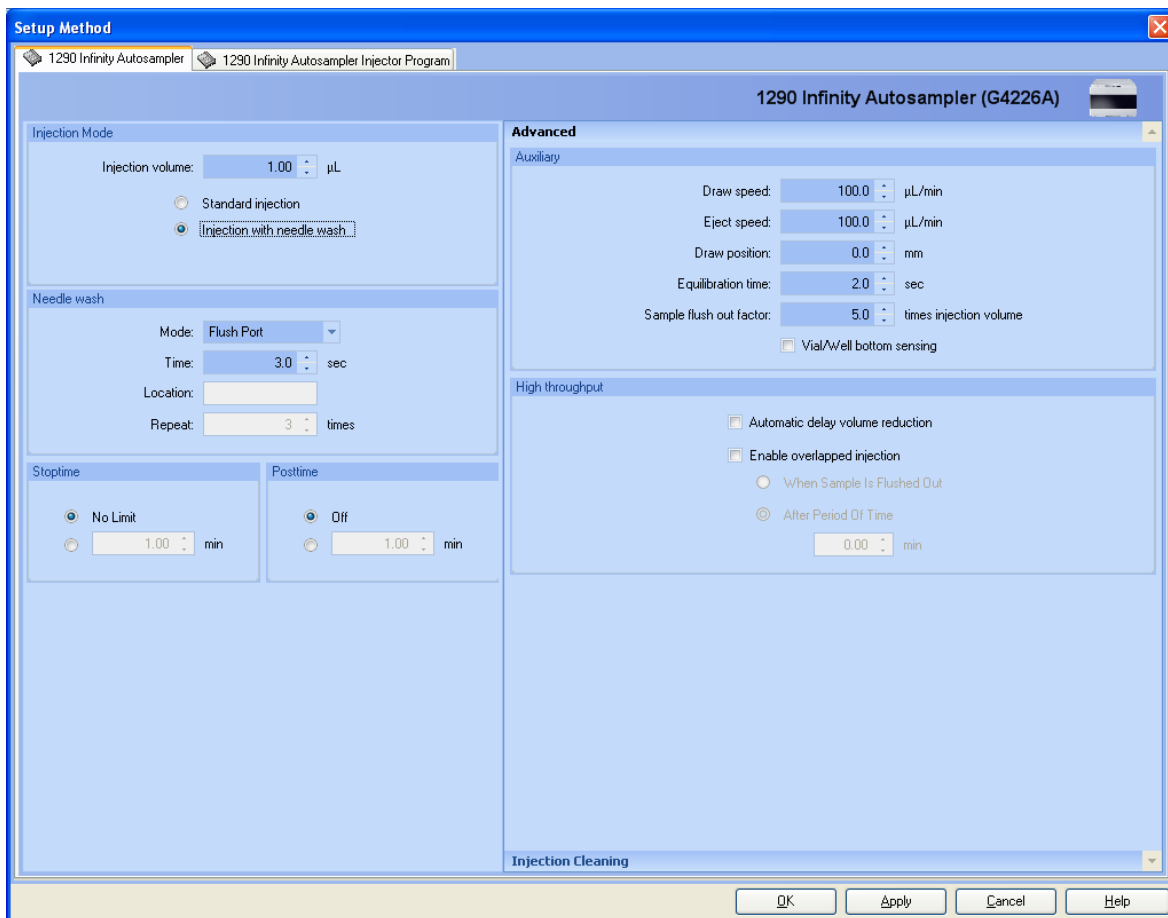 Setup Method
1290 Infinity Autosampler
1290 Infinity Autosampler Injector Program
1290 Infinity Autosampler (G4226A)
Injection Mode
Injection volume: 1.00 µL
Standard injection
Injection with needle wash
Needle wash
Mode: Flush Port
Time: 3.0 sec
Location:
Repeat: 3 times
Stoptime
No Limit
1.00 min
Posttime
Off
1.00 min
Advanced
Auxiliary
Draw speed: 100.0 µL/min
Eject speed: 100.0 µL/min
Draw position: 0.0 mm
Equilibration time: 2.0 sec
Sample flush out factor: 5.0 times injection volume
Vial/Well bottom sensing
High throughput
Automatic delay volume reduction
Enable overlapped injection
When Sample Is Flushed Out
After Period Of Time
0.00 min
Injection Cleaning
OK Apply Cancel Help